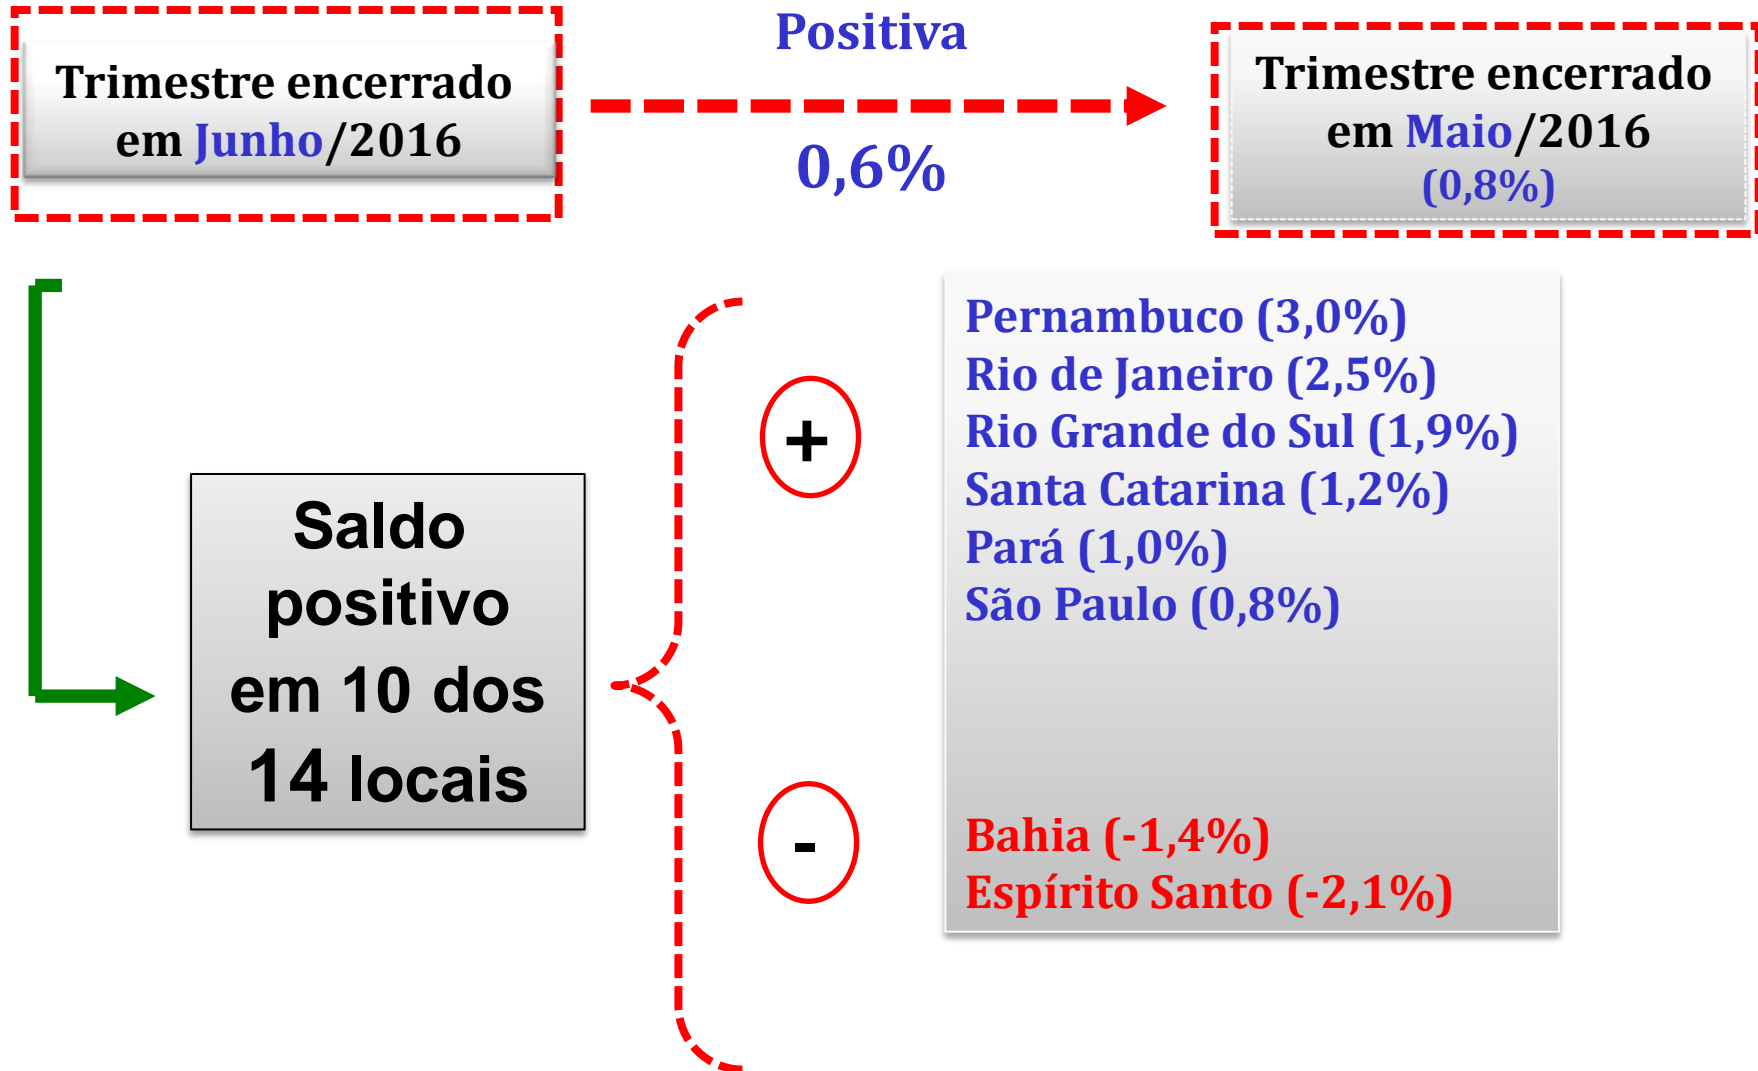 Trimestre encerrado
em Junho/2016
Positiva
0,6%
Trimestre encerrado
em Maio/2016
(0,8%)
Saldo
positivo
em 10 dos
14 locais
+
Pernambuco (3,0%)
Rio de Janeiro (2,5%)
Rio Grande do Sul (1,9%)
Santa Catarina (1,2%)
Pará (1,0%)
São Paulo (0,8%)
-
Bahia (-1,4%)
Espírito Santo (-2,1%)